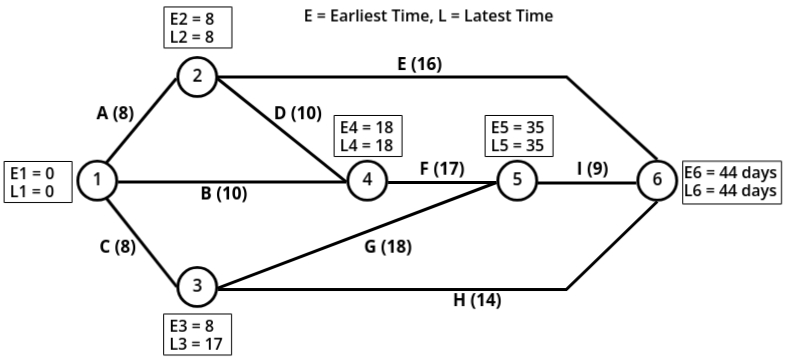 E = Earliest Time, L = Latest Time
E2 = 8
L2 = 8
2
E (16)
A (8)
D (10)
E4 = 18
L4 = 18
E5 = 35
L5 = 35
E1 = 0
L1 = 0
1
B (10)
4
F (17)
5
I (9)
6
E6 = 44 days
L6 = 44 days
C (8)
G (18)
3
H (14)
E3 = 8
L3 = 17